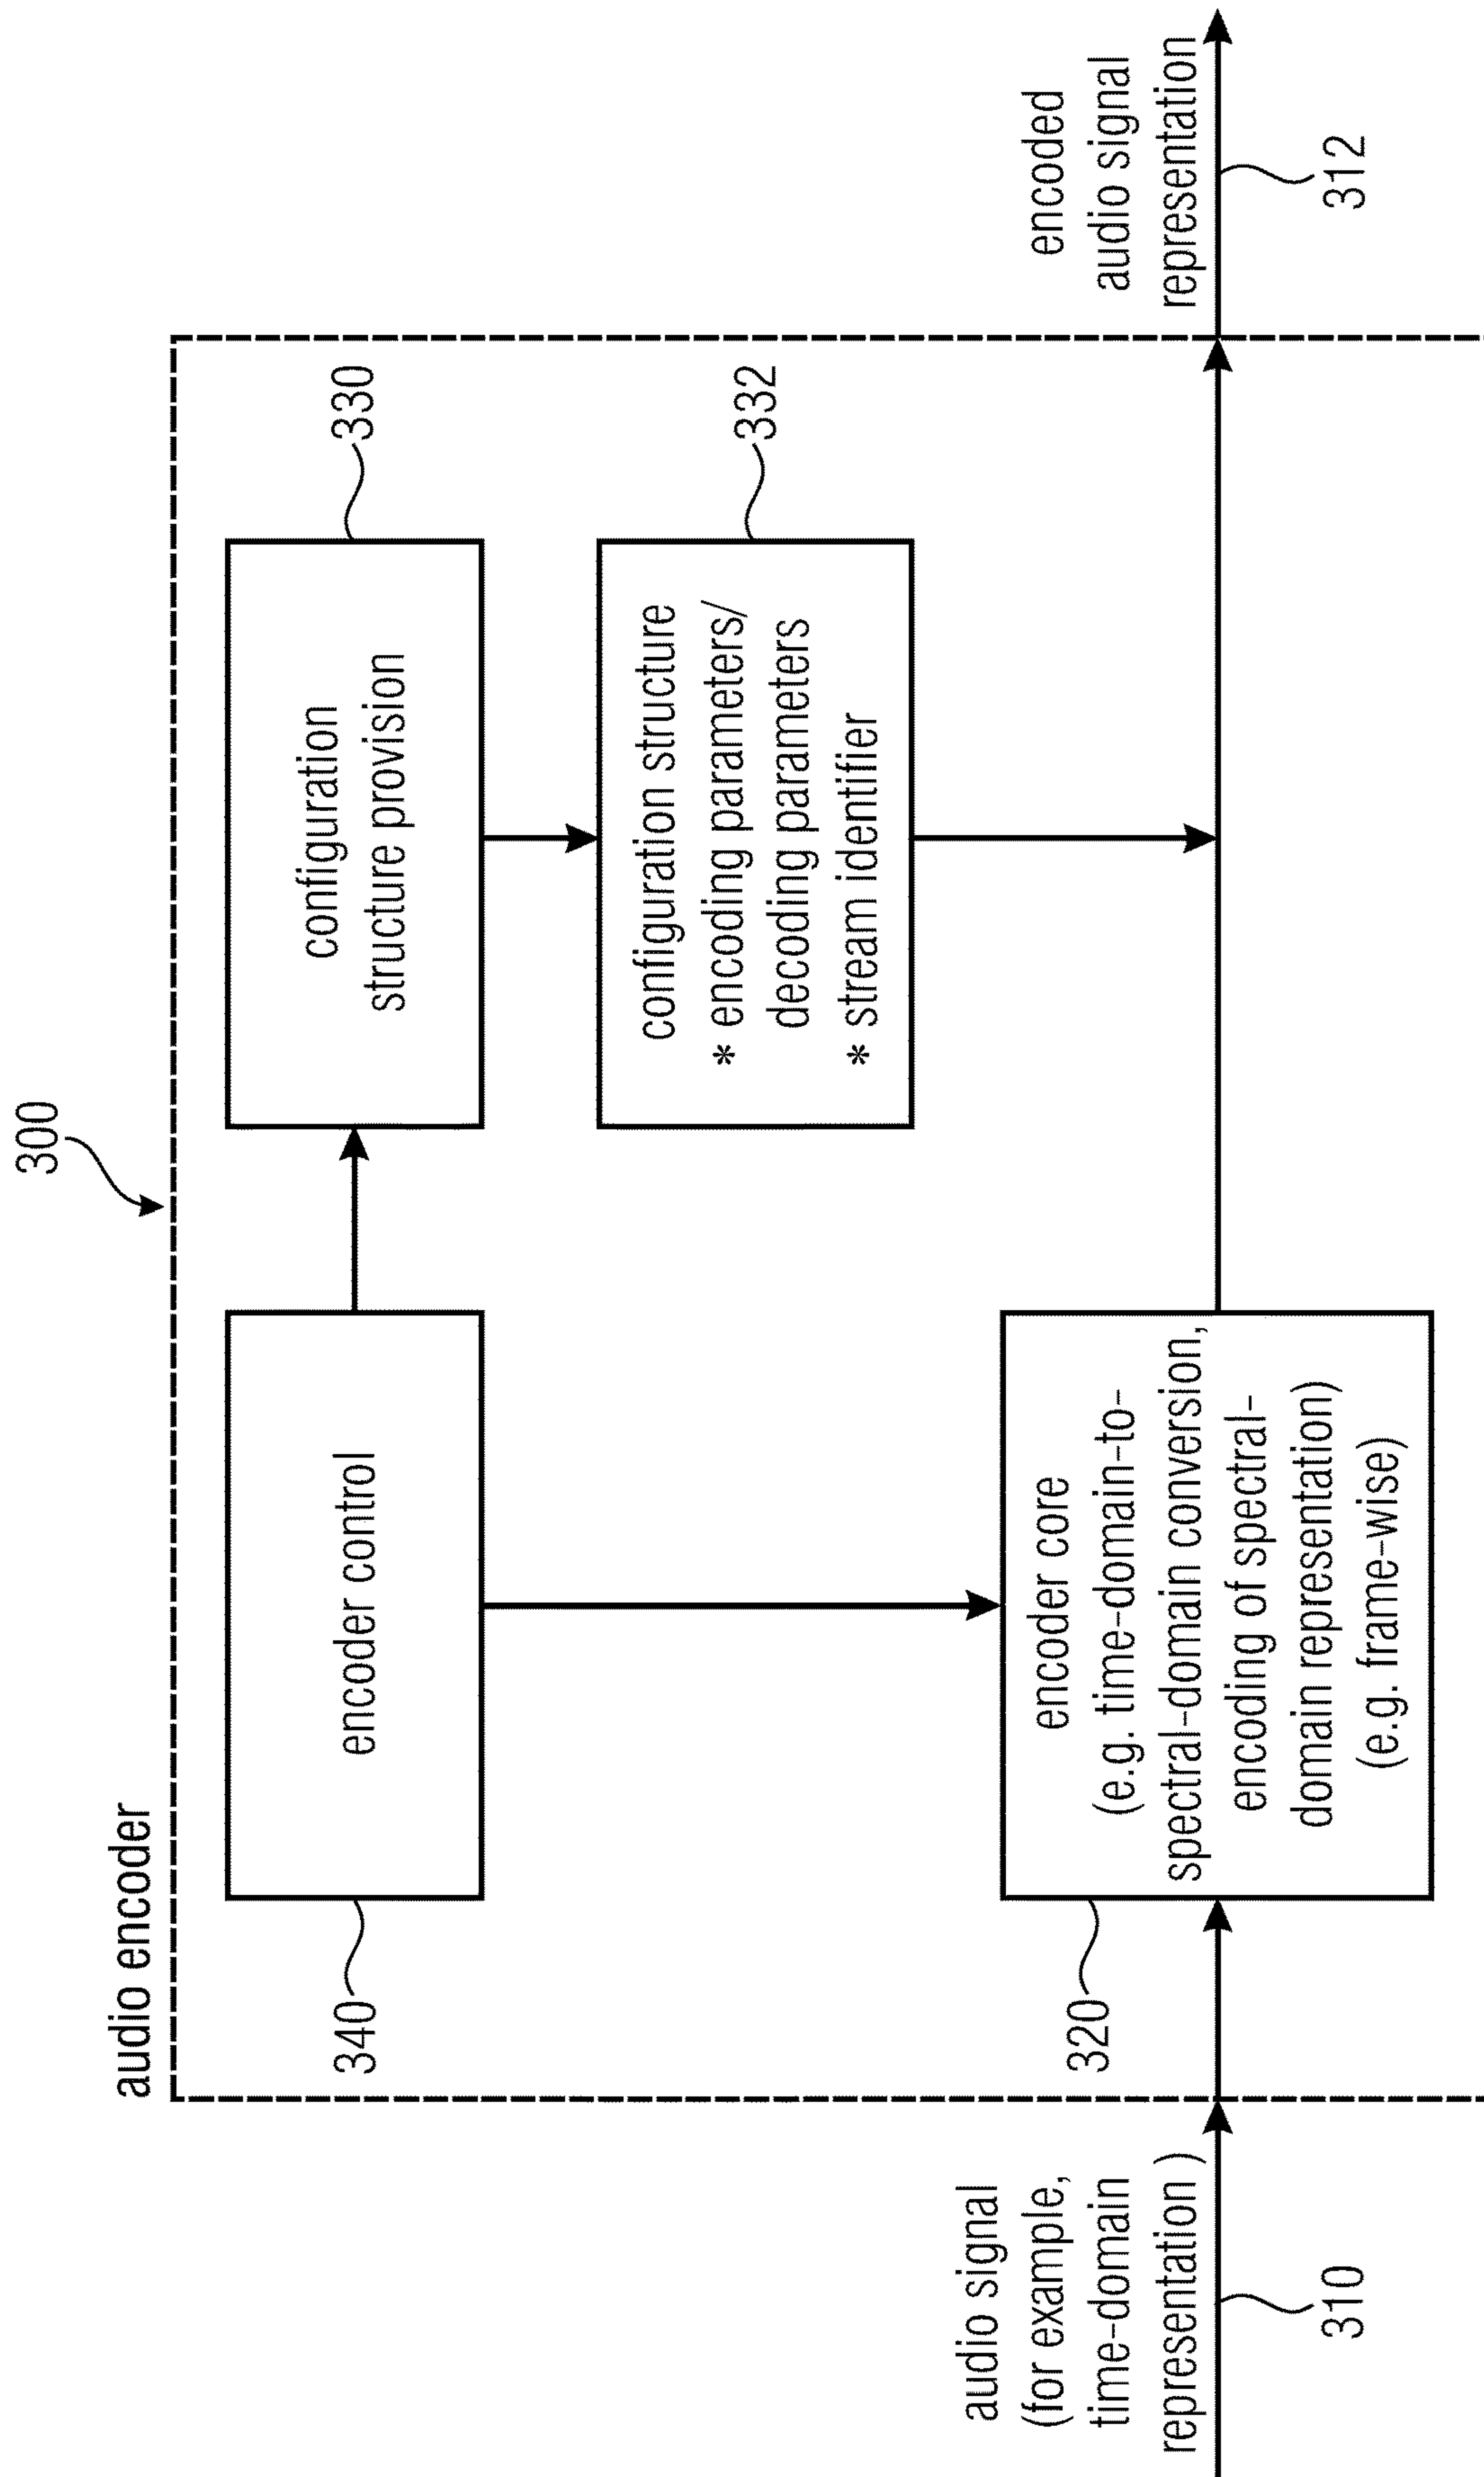 300
audio encoder
340
encoder control
configuration
structure provision
330
configuration structure
* encoding parameters/
decoding parameters
* stream identifier
332
audio signal
(for example,
time-domain
representation )
310
320
encoder core
(e.g. time-domain-to-
spectral-domain conversion,
encoding of spectral-
domain representation)
(e.g. frame-wise)
encoded
audio signal
representation
312